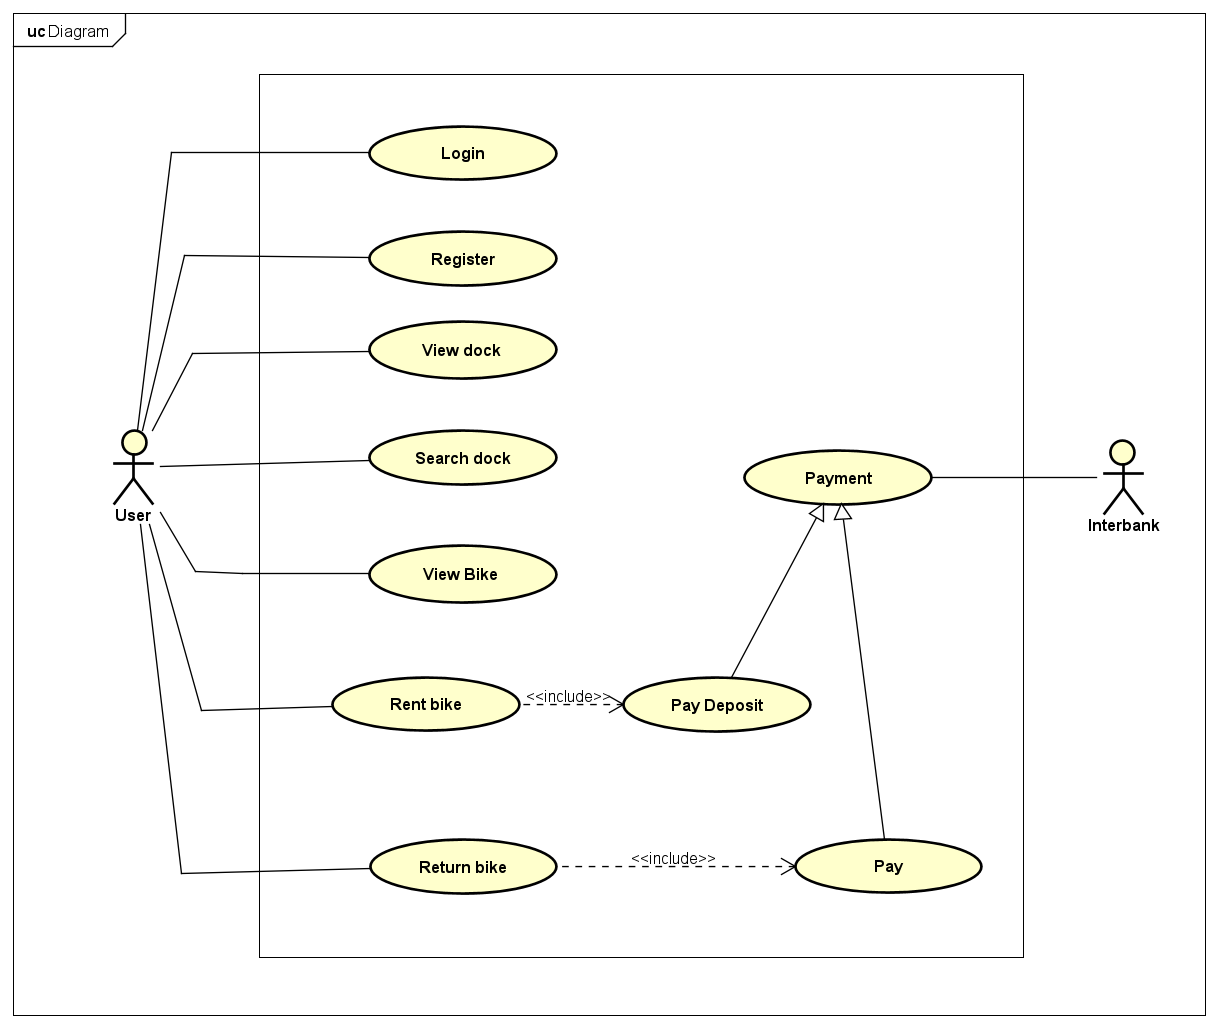 uc Diagram
Login
Register
View dock
Search dock
Payment
User
Interbank
View Bike
<<include>>
Rent bike
Pay Deposit
<<include>>
Return bike
Pay